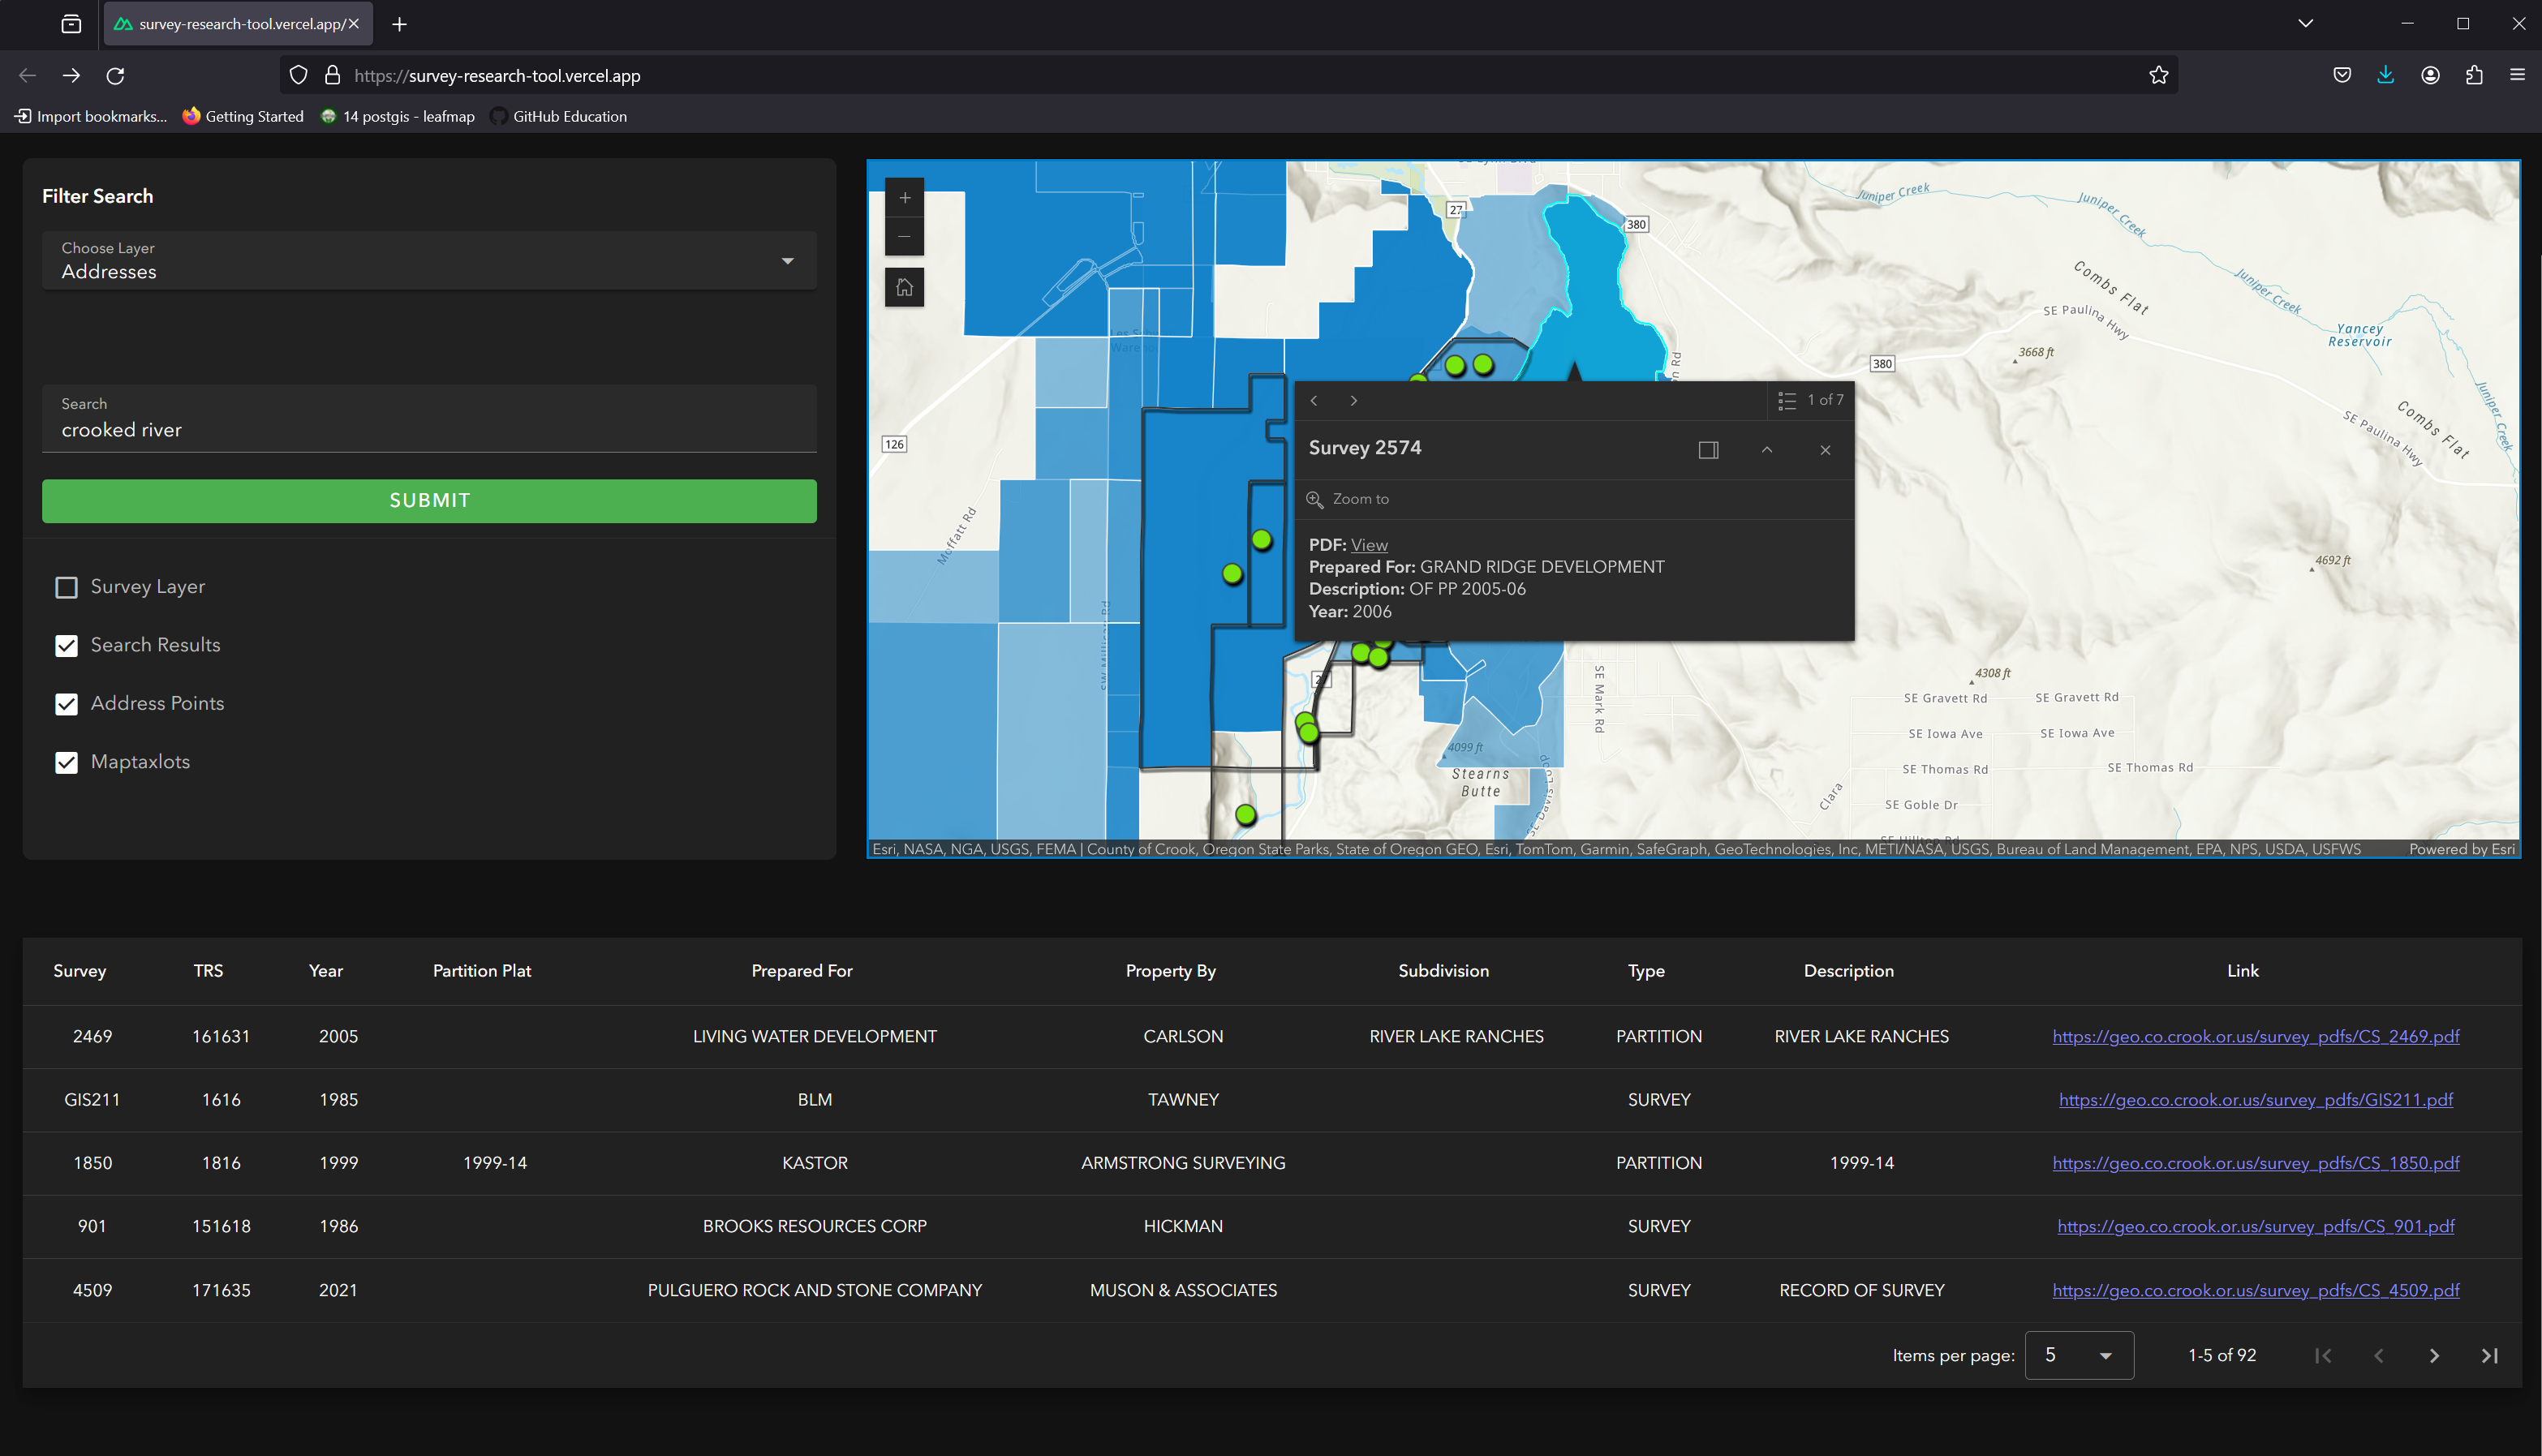 survey-research-tool.vercel.app/
https://survey-research-tool.vercel.app
Import bookmarks...
Getting Started
14 postgis - leafmap
GitHub Education
Filter Search
Choose Layer
Addresses
Search
crooked river
SUBMIT
Survey Layer
Search Results
Address Points
Maptaxlots
27
380
Juniper Creek
Juniper Creek
Juniper Creek
Juniper Creek
Combs Flat
SE Paulina Hwy
Yancey
Reservoir
3668 ft
380
126
Combs Flat
SE Paulina Hwy
Moffatt Rd
4692 ft
4308 ft
SE Gravett Rd
SE Gravett Rd
SE Iowa Ave
SE Iowa Ave
SE Thomas Rd
SE Thomas Rd
SE Goble Dr
Clara
SE Mark Rd
4099 ft
Stearns
Butte
1 of 7
Survey 2574
Zoom to
PDF: View
Prepared For: GRAND RIDGE DEVELOPMENT
Description: OF PP 2005-06
Year: 2006
Esri, NASA, NGA, USGS, FEMA | County of Crook, Oregon State Parks, State of Oregon GEO, Esri, TomTom, Garmin, SafeGraph, GeoTechnologies, Inc, METI/NASA, USGS, Bureau of Land Management, EPA, NPS, USDA, USFWS
Powered by Esri
Survey TRS Year Partition Plat Prepared For Property By Subdivision Type Description Link
2469 161631 2005 LIVING WATER DEVELOPMENT CARLSON RIVER LAKE RANCHES PARTITION RIVER LAKE RANCHES https://geo.co.crook.or.us/survey_pdfs/CS_2469.pdf
GIS211 1616 1985 BLM TAWNEY SURVEY https://geo.co.crook.or.us/survey_pdfs/GIS211.pdf
1850 1816 1999 1999-14 KASTOR ARMSTRONG SURVEYING PARTITION 1999-14 https://geo.co.crook.or.us/survey_pdfs/CS_1850.pdf
901 151618 1986 BROOKS RESOURCES CORP HICKMAN SURVEY https://geo.co.crook.or.us/survey_pdfs/CS_901.pdf
4509 171635 2021 PULGUERO ROCK AND STONE COMPANY MUSON & ASSOCIATES SURVEY RECORD OF SURVEY https://geo.co.crook.or.us/survey_pdfs/CS_4509.pdf
Items per page: 5 1-5 of 92